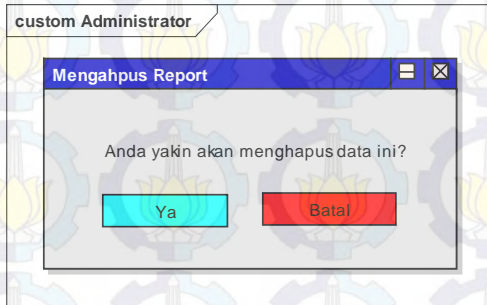 custom Administrator
Mengahpus Report
Anda yakin akan menghapus data ini?
Ya
Batal